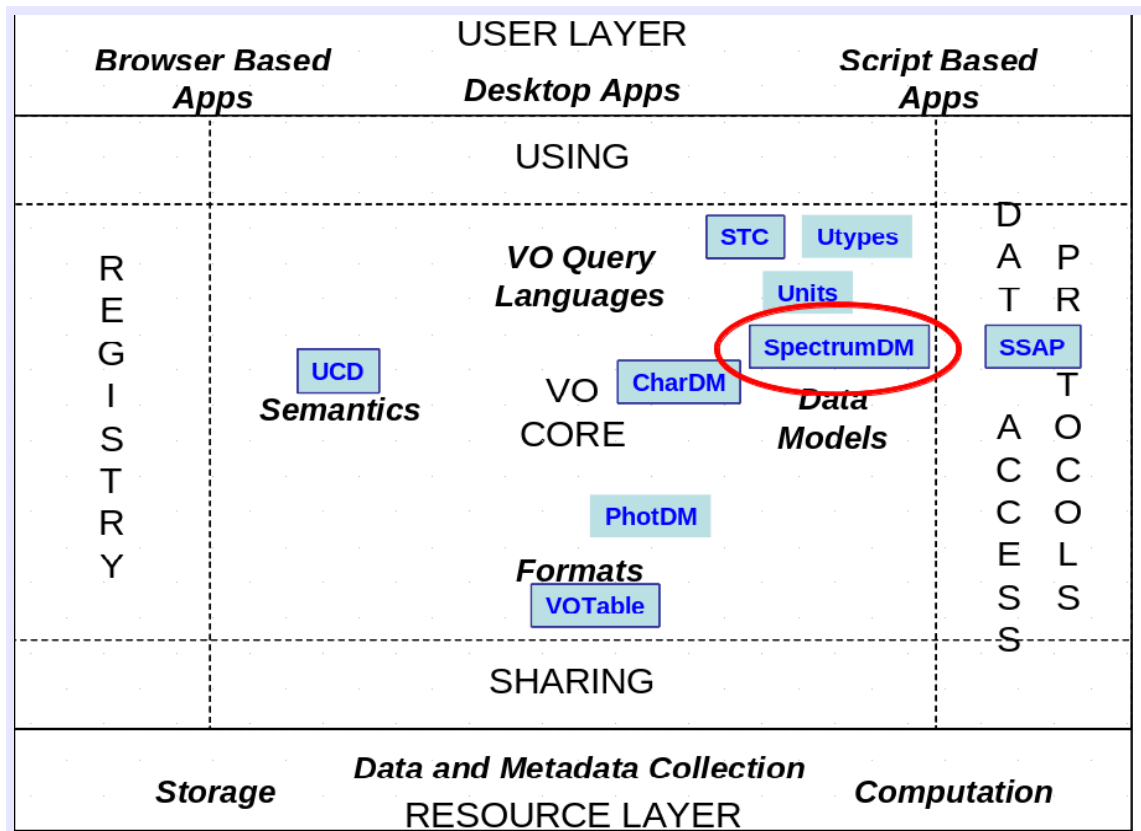 USER LAYER
Browser Based
Apps
Desktop Apps
Script Based
Apps
USING
REGISTRY
VO Query
Languages
STC
Utypes
Units
SpectrumDM
UCD
Semantics
VO
CORE
CharDM
Data
Models
PhotDM
Formats
VOTable
DATA ACCESS
PROTOCOLS
SSAP
SHARING
Storage
Data and Metadata Collection
Computation
RESOURCE LAYER